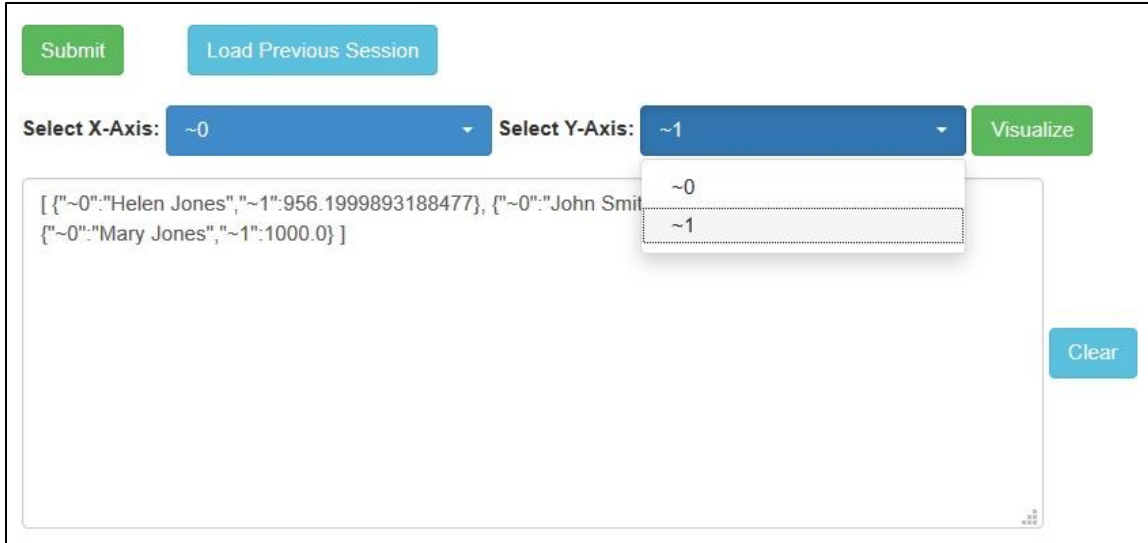 Submit Load Previous Session
Select X-Axis: ~0 Select Y-Axis: ~1 Visualize
~0
~1
[ {"~0":"Helen Jones","~1":956.1999893188477}, {"~0":"John
{"~0":"Mary Jones","~1":1000.0} ]
Clear